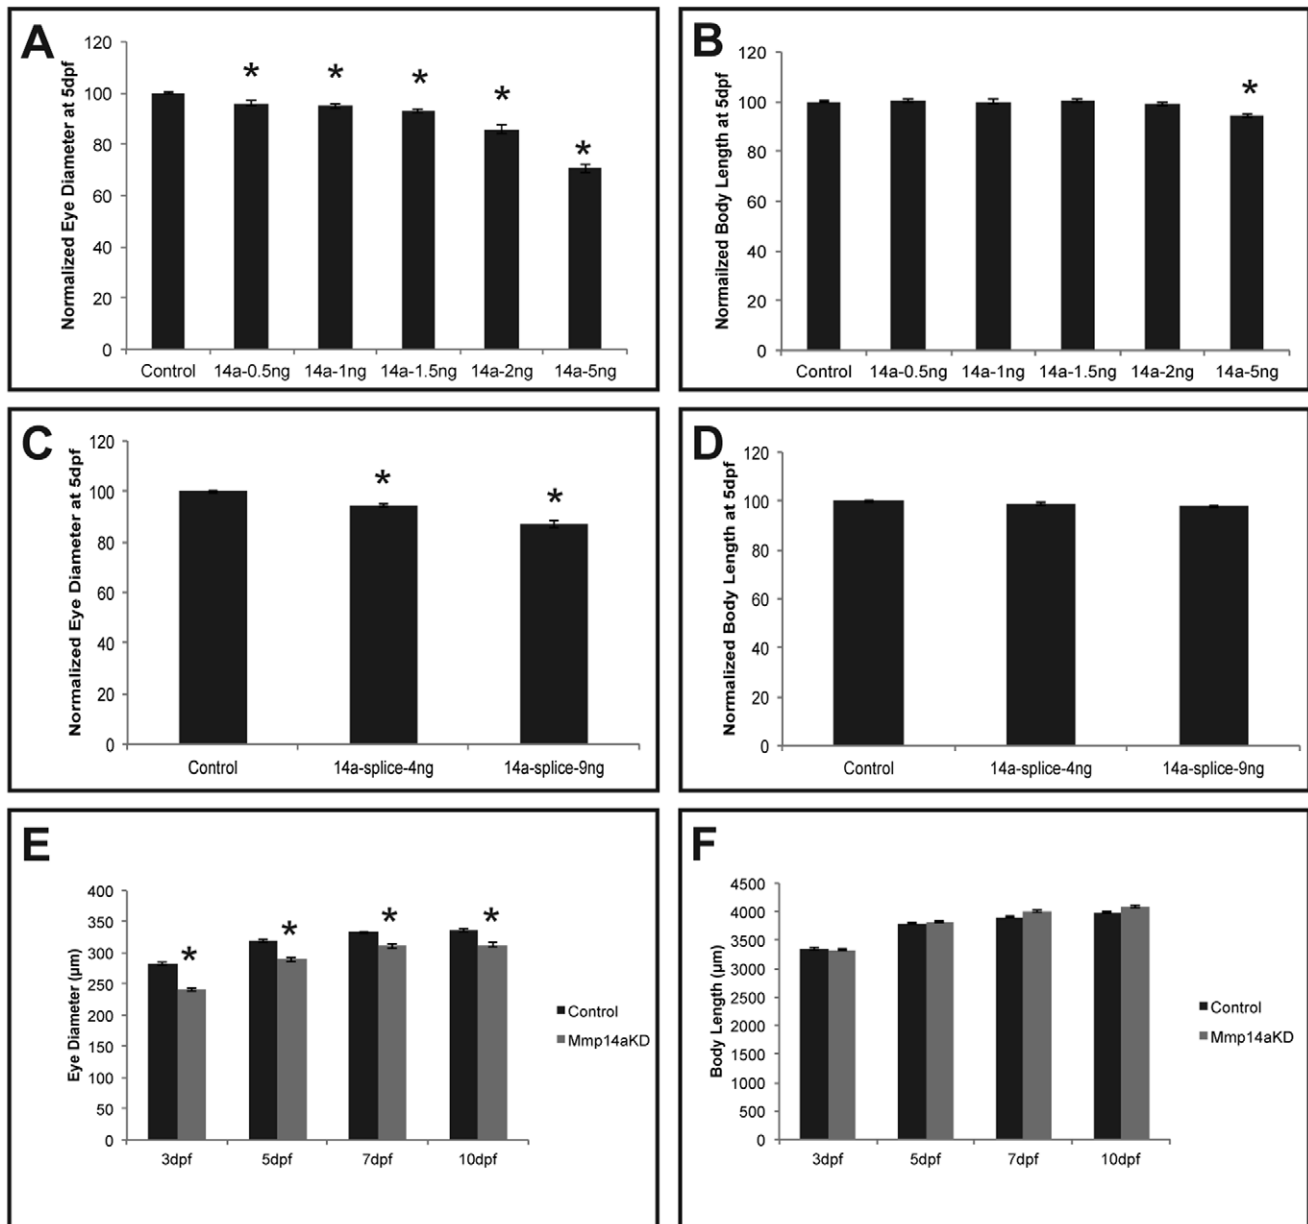 A
Normalized Eye Diameter at 5dpf
120
100
80
60
40
20
0
* * * * *
Control 14a-0.5ng 14a-1ng 14a-1.5ng 14a-2ng 14a-5ng
B
Normailzed Body Length at 5dpf
120
100
80
60
40
20
0
*
Control 14a-0.5ng 14a-1ng 14a-1.5ng 14a-2ng 14a-5ng
C
Normalized Eye Diameter at 5dpf
120
100
80
60
40
20
0
* *
Control 14a-splice-4ng 14a-splice-9ng
D
Normalized Body Length at 5dpf
120
100
80
60
40
20
0
Control 14a-splice-4ng 14a-splice-9ng
E
Eye Diameter (µm)
400
350
300
250
200
150
100
50
0
* * * *
3dpf 5dpf 7dpf 10dpf
Control
Mmp14aKD
F
Body Length (µm)
4500
4000
3500
3000
2500
2000
1500
1000
500
0
3dpf 5dpf 7dpf 10dpf
Control
Mmp14aKD